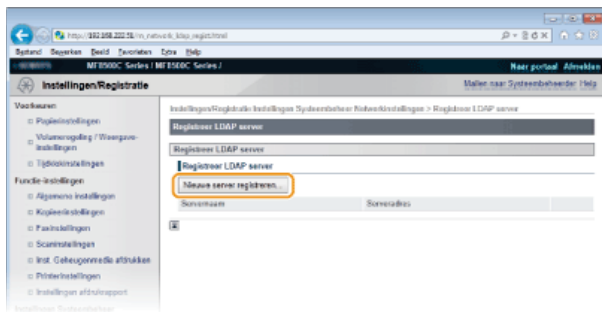 Bestand Bewerken Beeld Favorieten Extra Help
MF8500C Series / MF8500C Series /
Naar portaal Afmelden
Instellingen/Registratie
Mailen naar Systeembeheerder Help
Voorkeuren
Papierinstellingen
Volumeregeling / Weergave-
instellingen
Tijdklokinstellingen
Functie-instellingen
Algemene instellingen
Kopieerinstellingen
Faxinstellingen
Scaninstellingen
Inst. Geheugenmedia afdrukken
Printerinstellingen
Instellingen afdrukrapport
Instellingen Systeembeheer
Instellingen/Registratie: Instellingen Systeembeheer: Netwerkinstellingen > Registreer LDAP server
Registreer LDAP server
Registreer LDAP server
Registreer LDAP server
Nieuwe server registreren...
Servernaam Serveradres